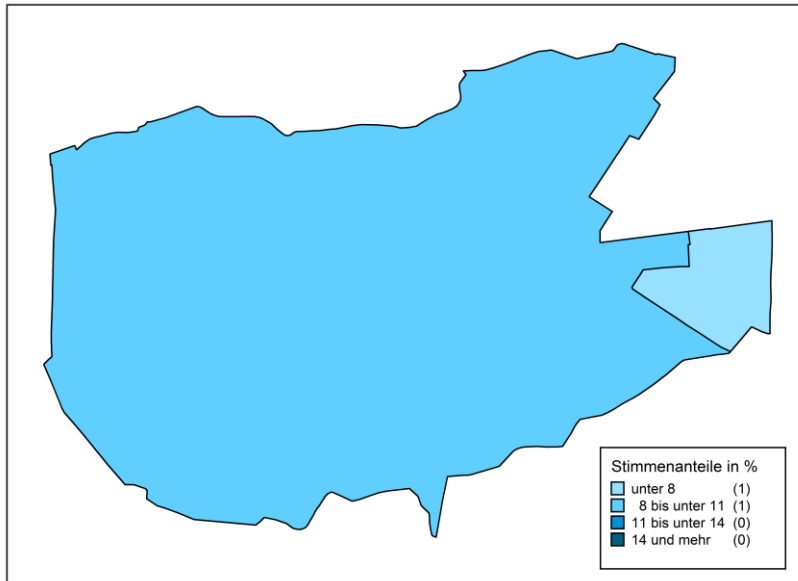 Stimmenanteile in %
unter 8 (1)
8 bis unter 11 (1)
11 bis unter 14 (0)
14 und mehr (0)